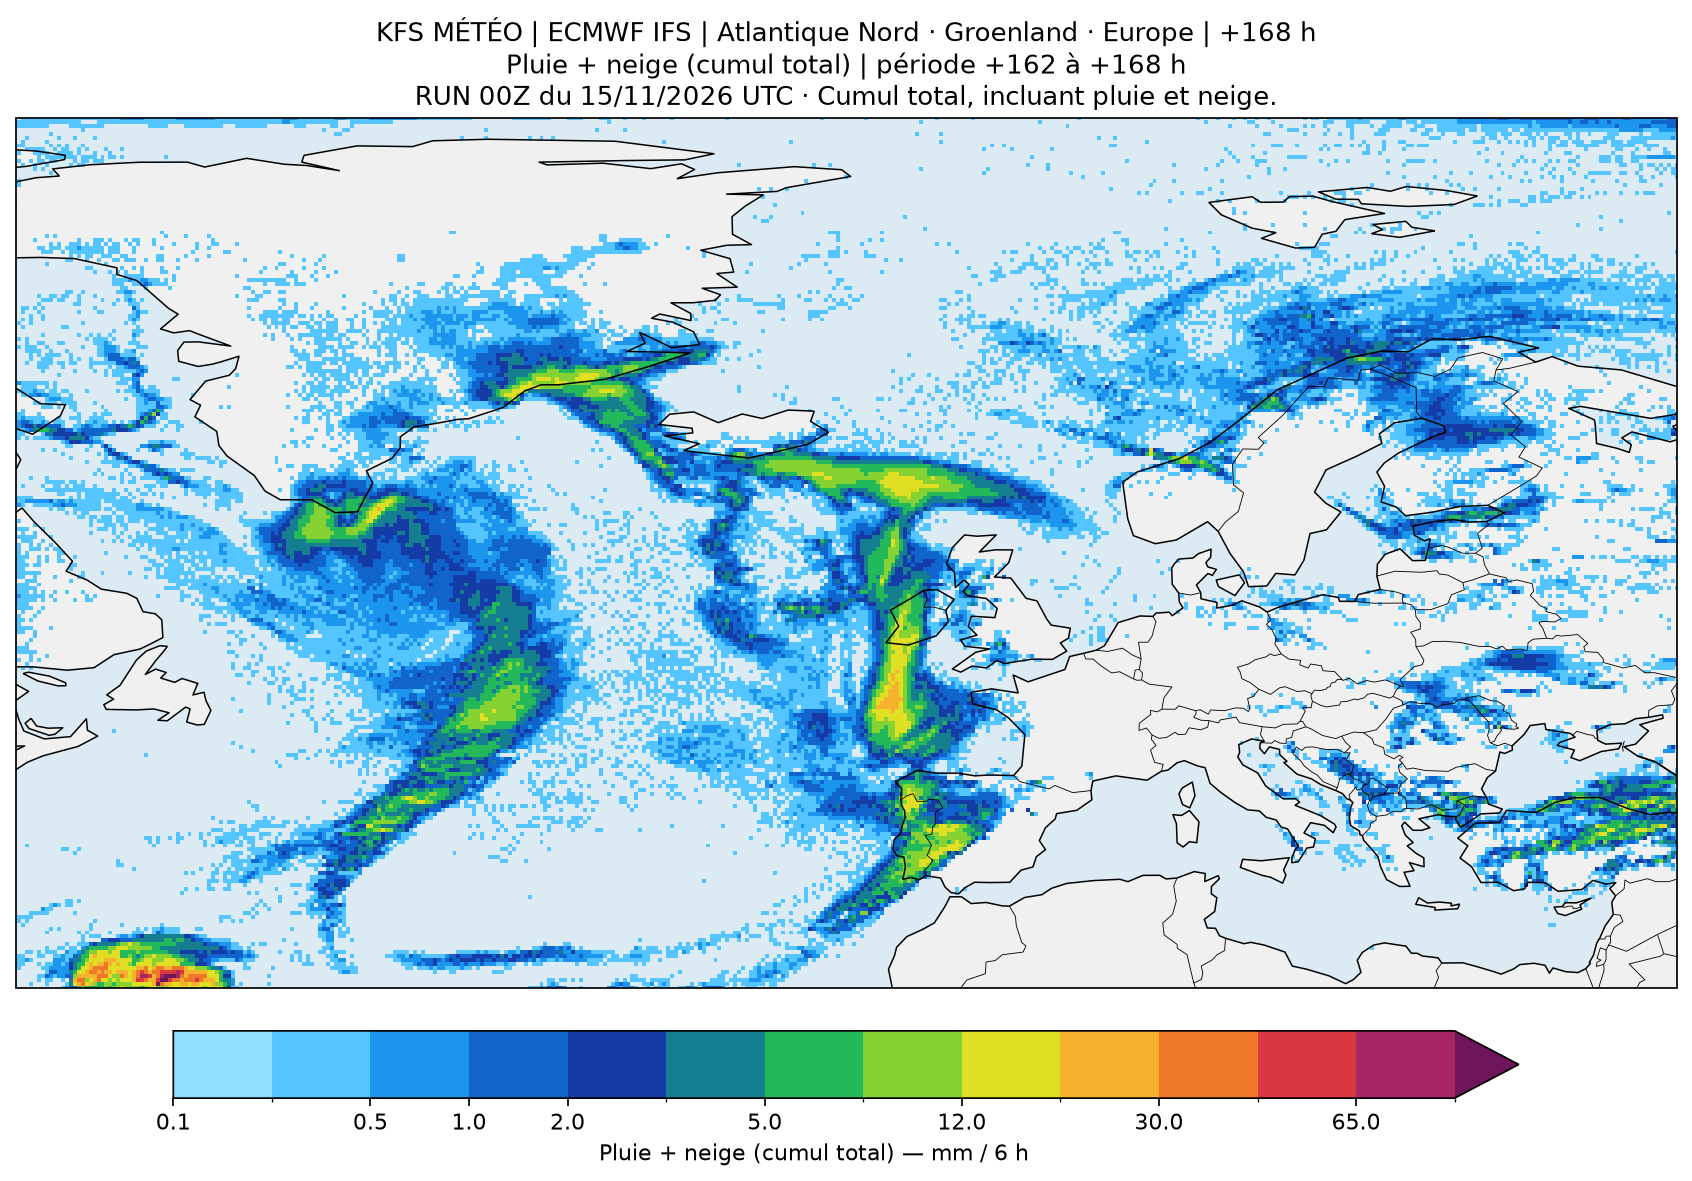 KFS MÉTÉO | ECMWF IFS | Atlantique Nord · Groenland · Europe | +168 h
Pluie + neige (cumul total) | période +162 à +168 h
RUN 00Z du 15/11/2026 UTC · Cumul total, incluant pluie et neige.
0.1 0.5 1.0 2.0 5.0 12.0 30.0 65.0
Pluie + neige (cumul total) — mm / 6 h